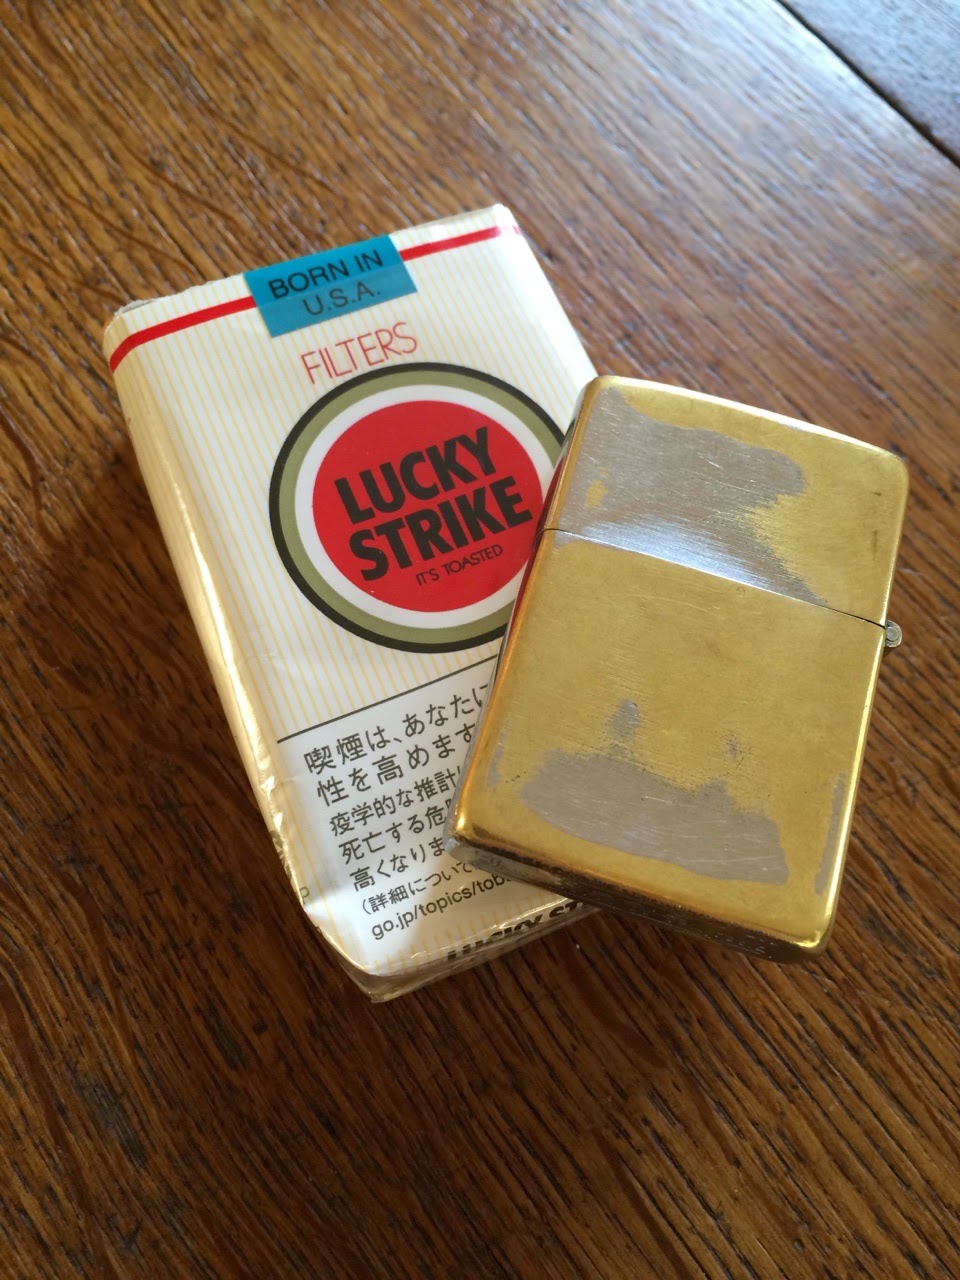 BORN IN
U.S.A.
FILTERS
LUCKY
STRIKE
IT'S TOASTED
喫煙は、あなたに
性を高めます
疫学的な推計
死亡する危
高くなりま
（詳細について
go.jp/topics/tob
LUCKY ST